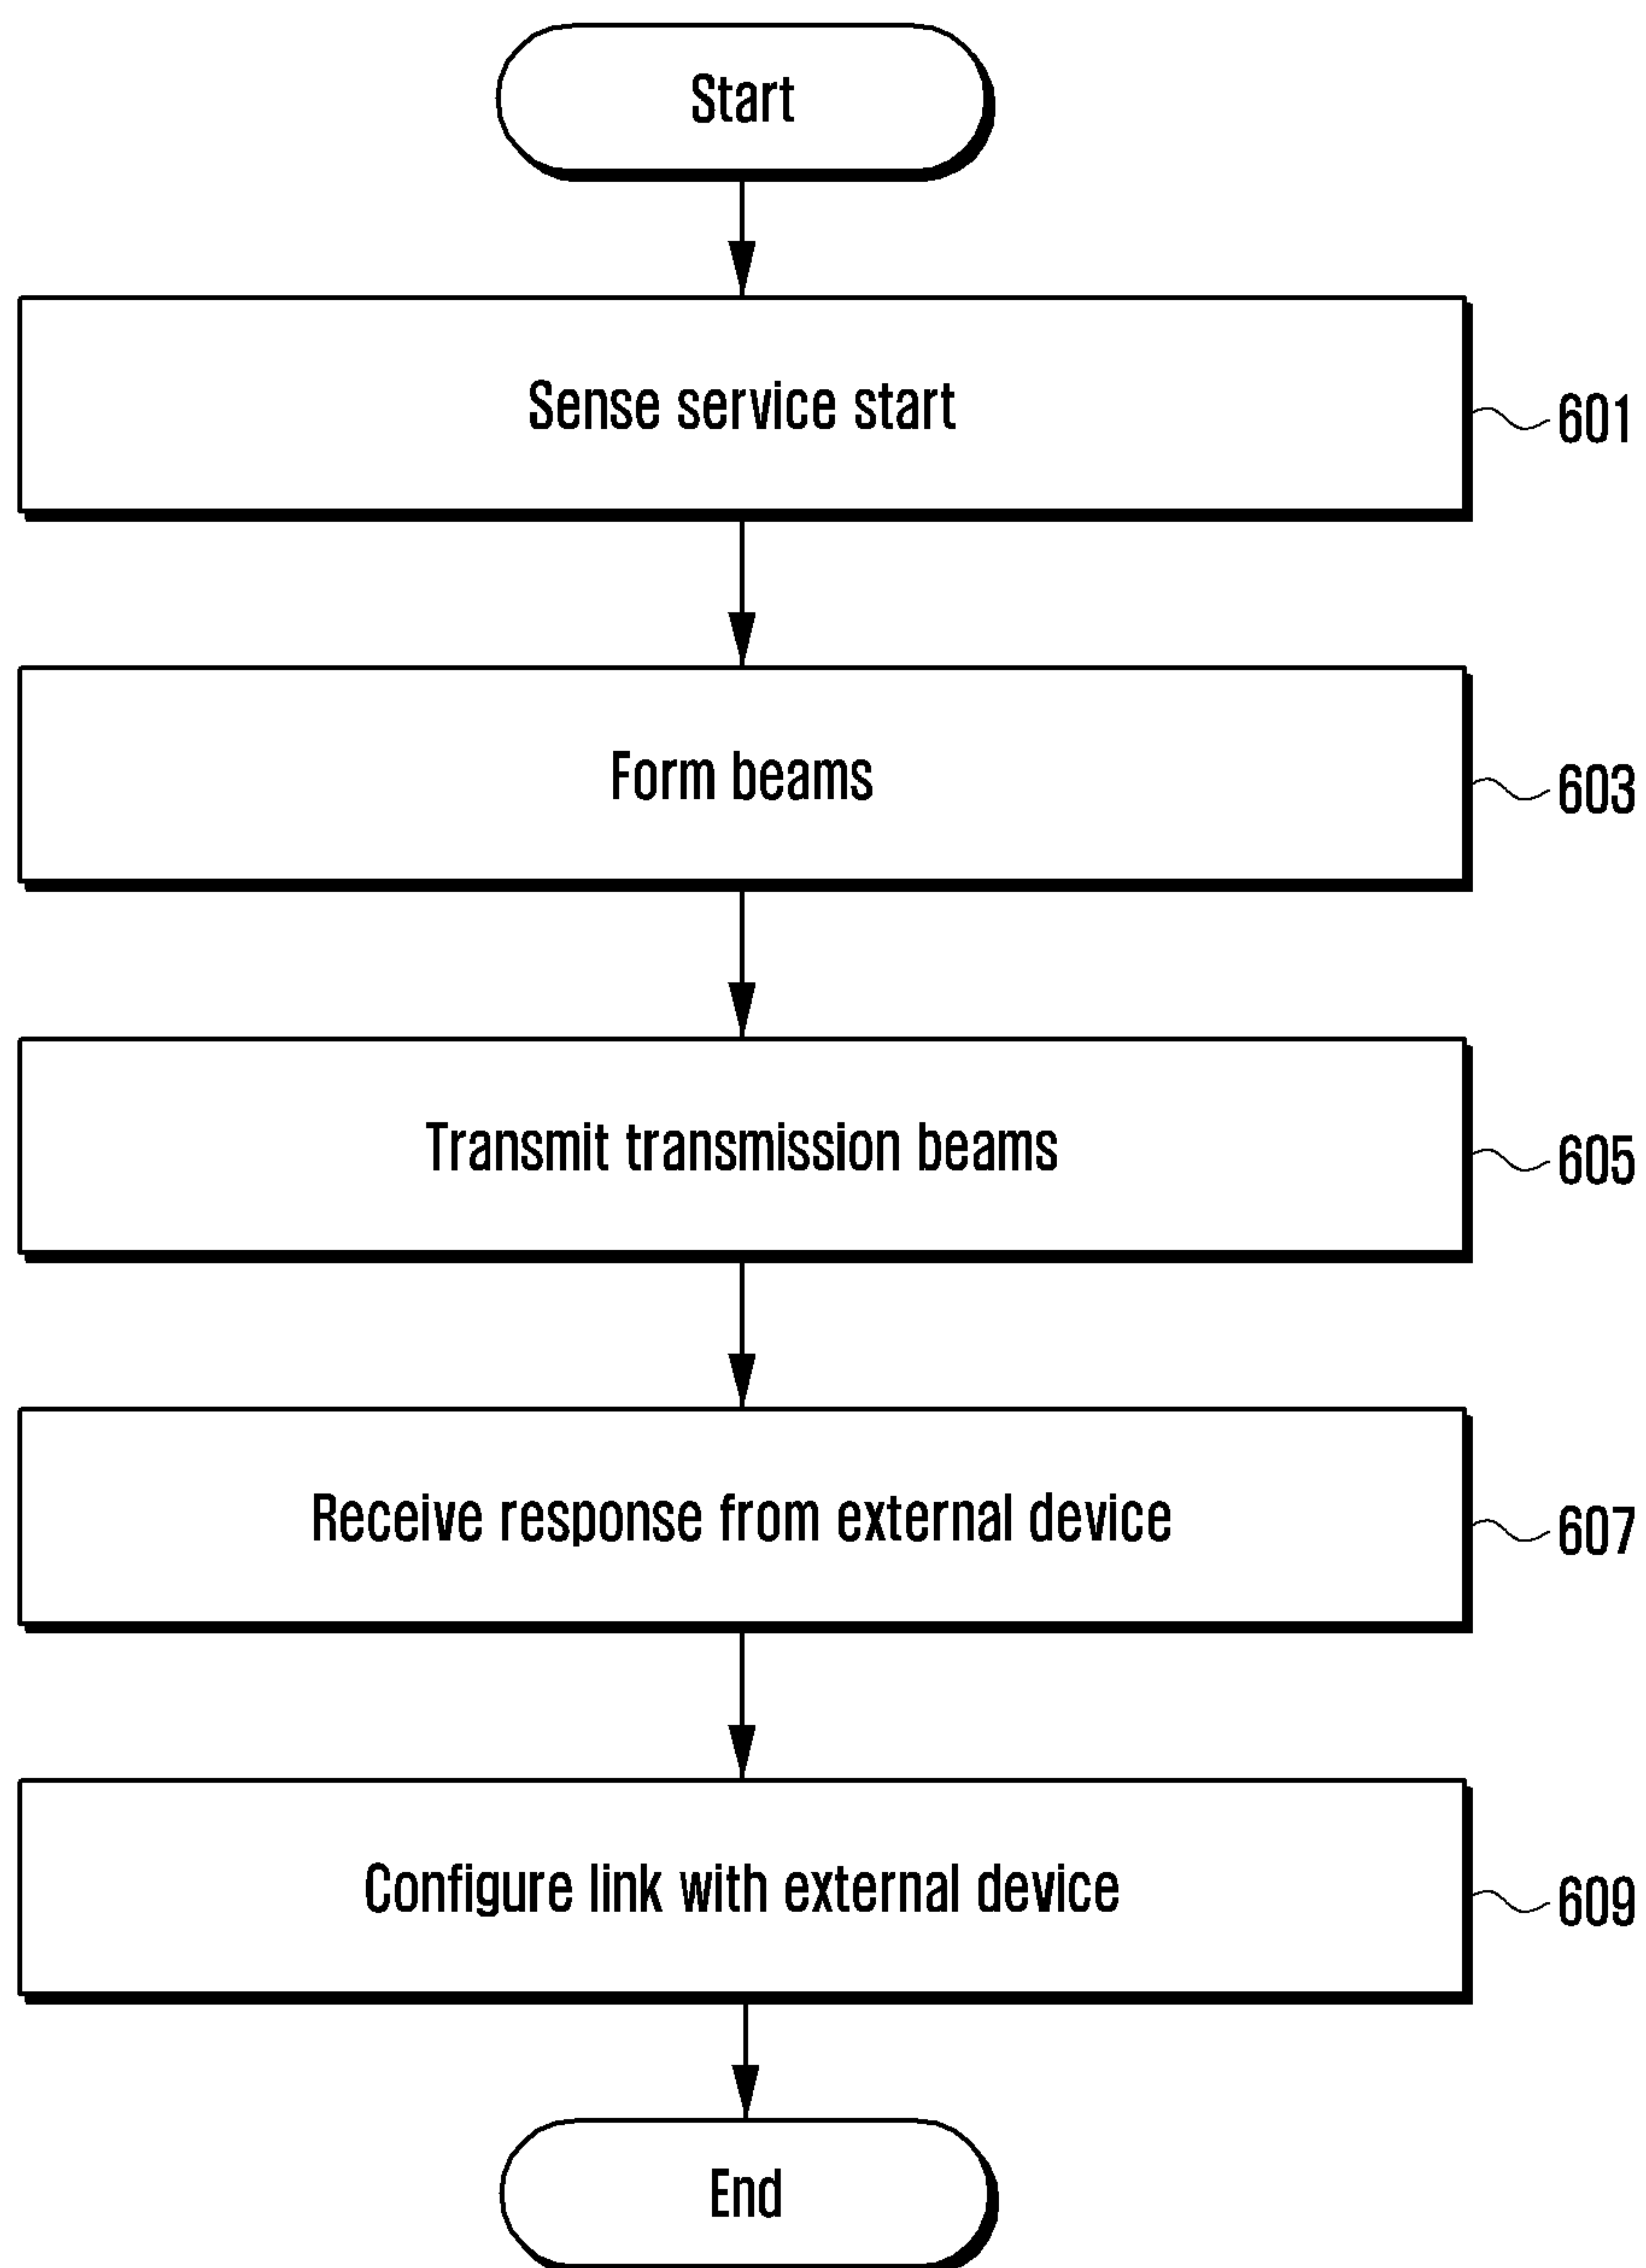 Start
Sense service start
601
Form beams
603
Transmit transmission beams
605
Receive response from external device
607
Configure link with external device
609
End